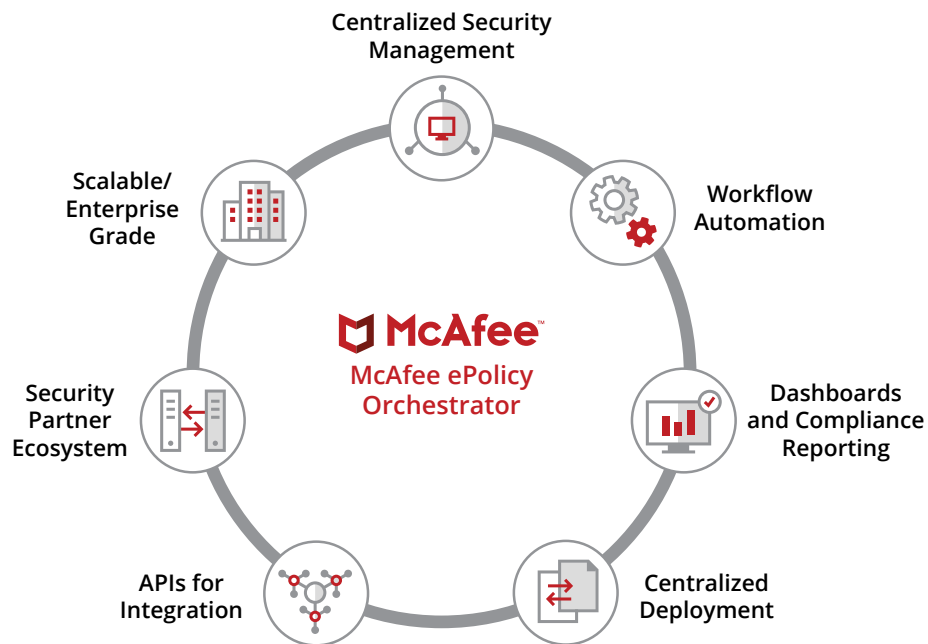 Centralized Security
Management
Workflow
Automation
Dashboards
and Compliance
Reporting
Centralized
Deployment
APIs for
Integration
Security
Partner
Ecosystem
Scalable/
Enterprise
Grade
McAfee™
McAfee ePolicy
Orchestrator